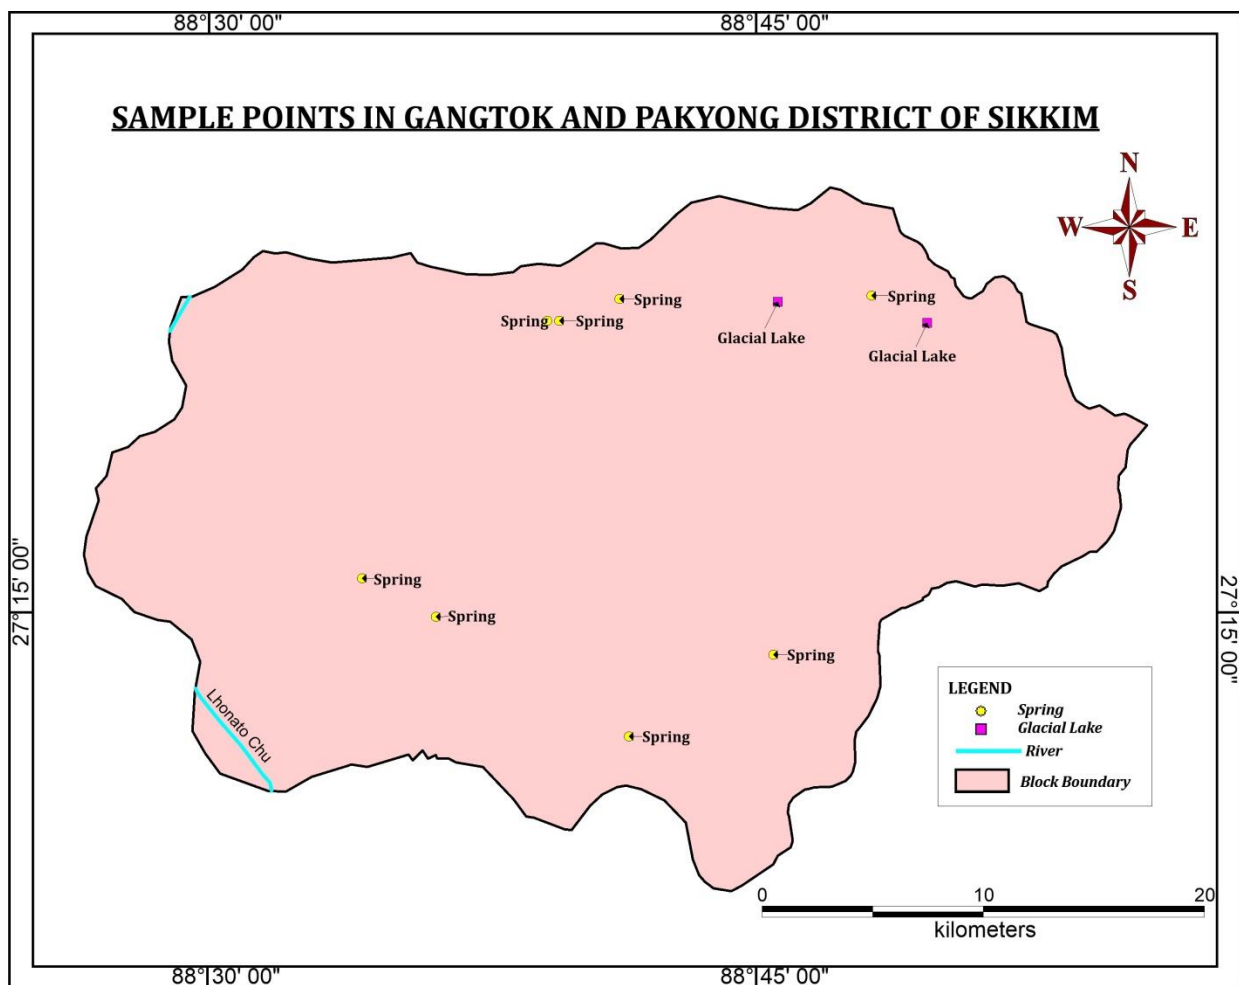 88°30' 00" 88°45' 00"
SAMPLE POINTS IN GANGTOK AND PAKYONG DISTRICT OF SIKKIM
N
W E
S
Spring
Spring
Spring Spring
Glacial Lake
Glacial Lake
27°15' 00"
27°15' 00"
Spring
Spring
Spring
Spring
Lhonato Chu
LEGEND
Spring
Glacial Lake
River
Block Boundary
0 10 20
kilometers
88°30' 00" 88°45' 00"